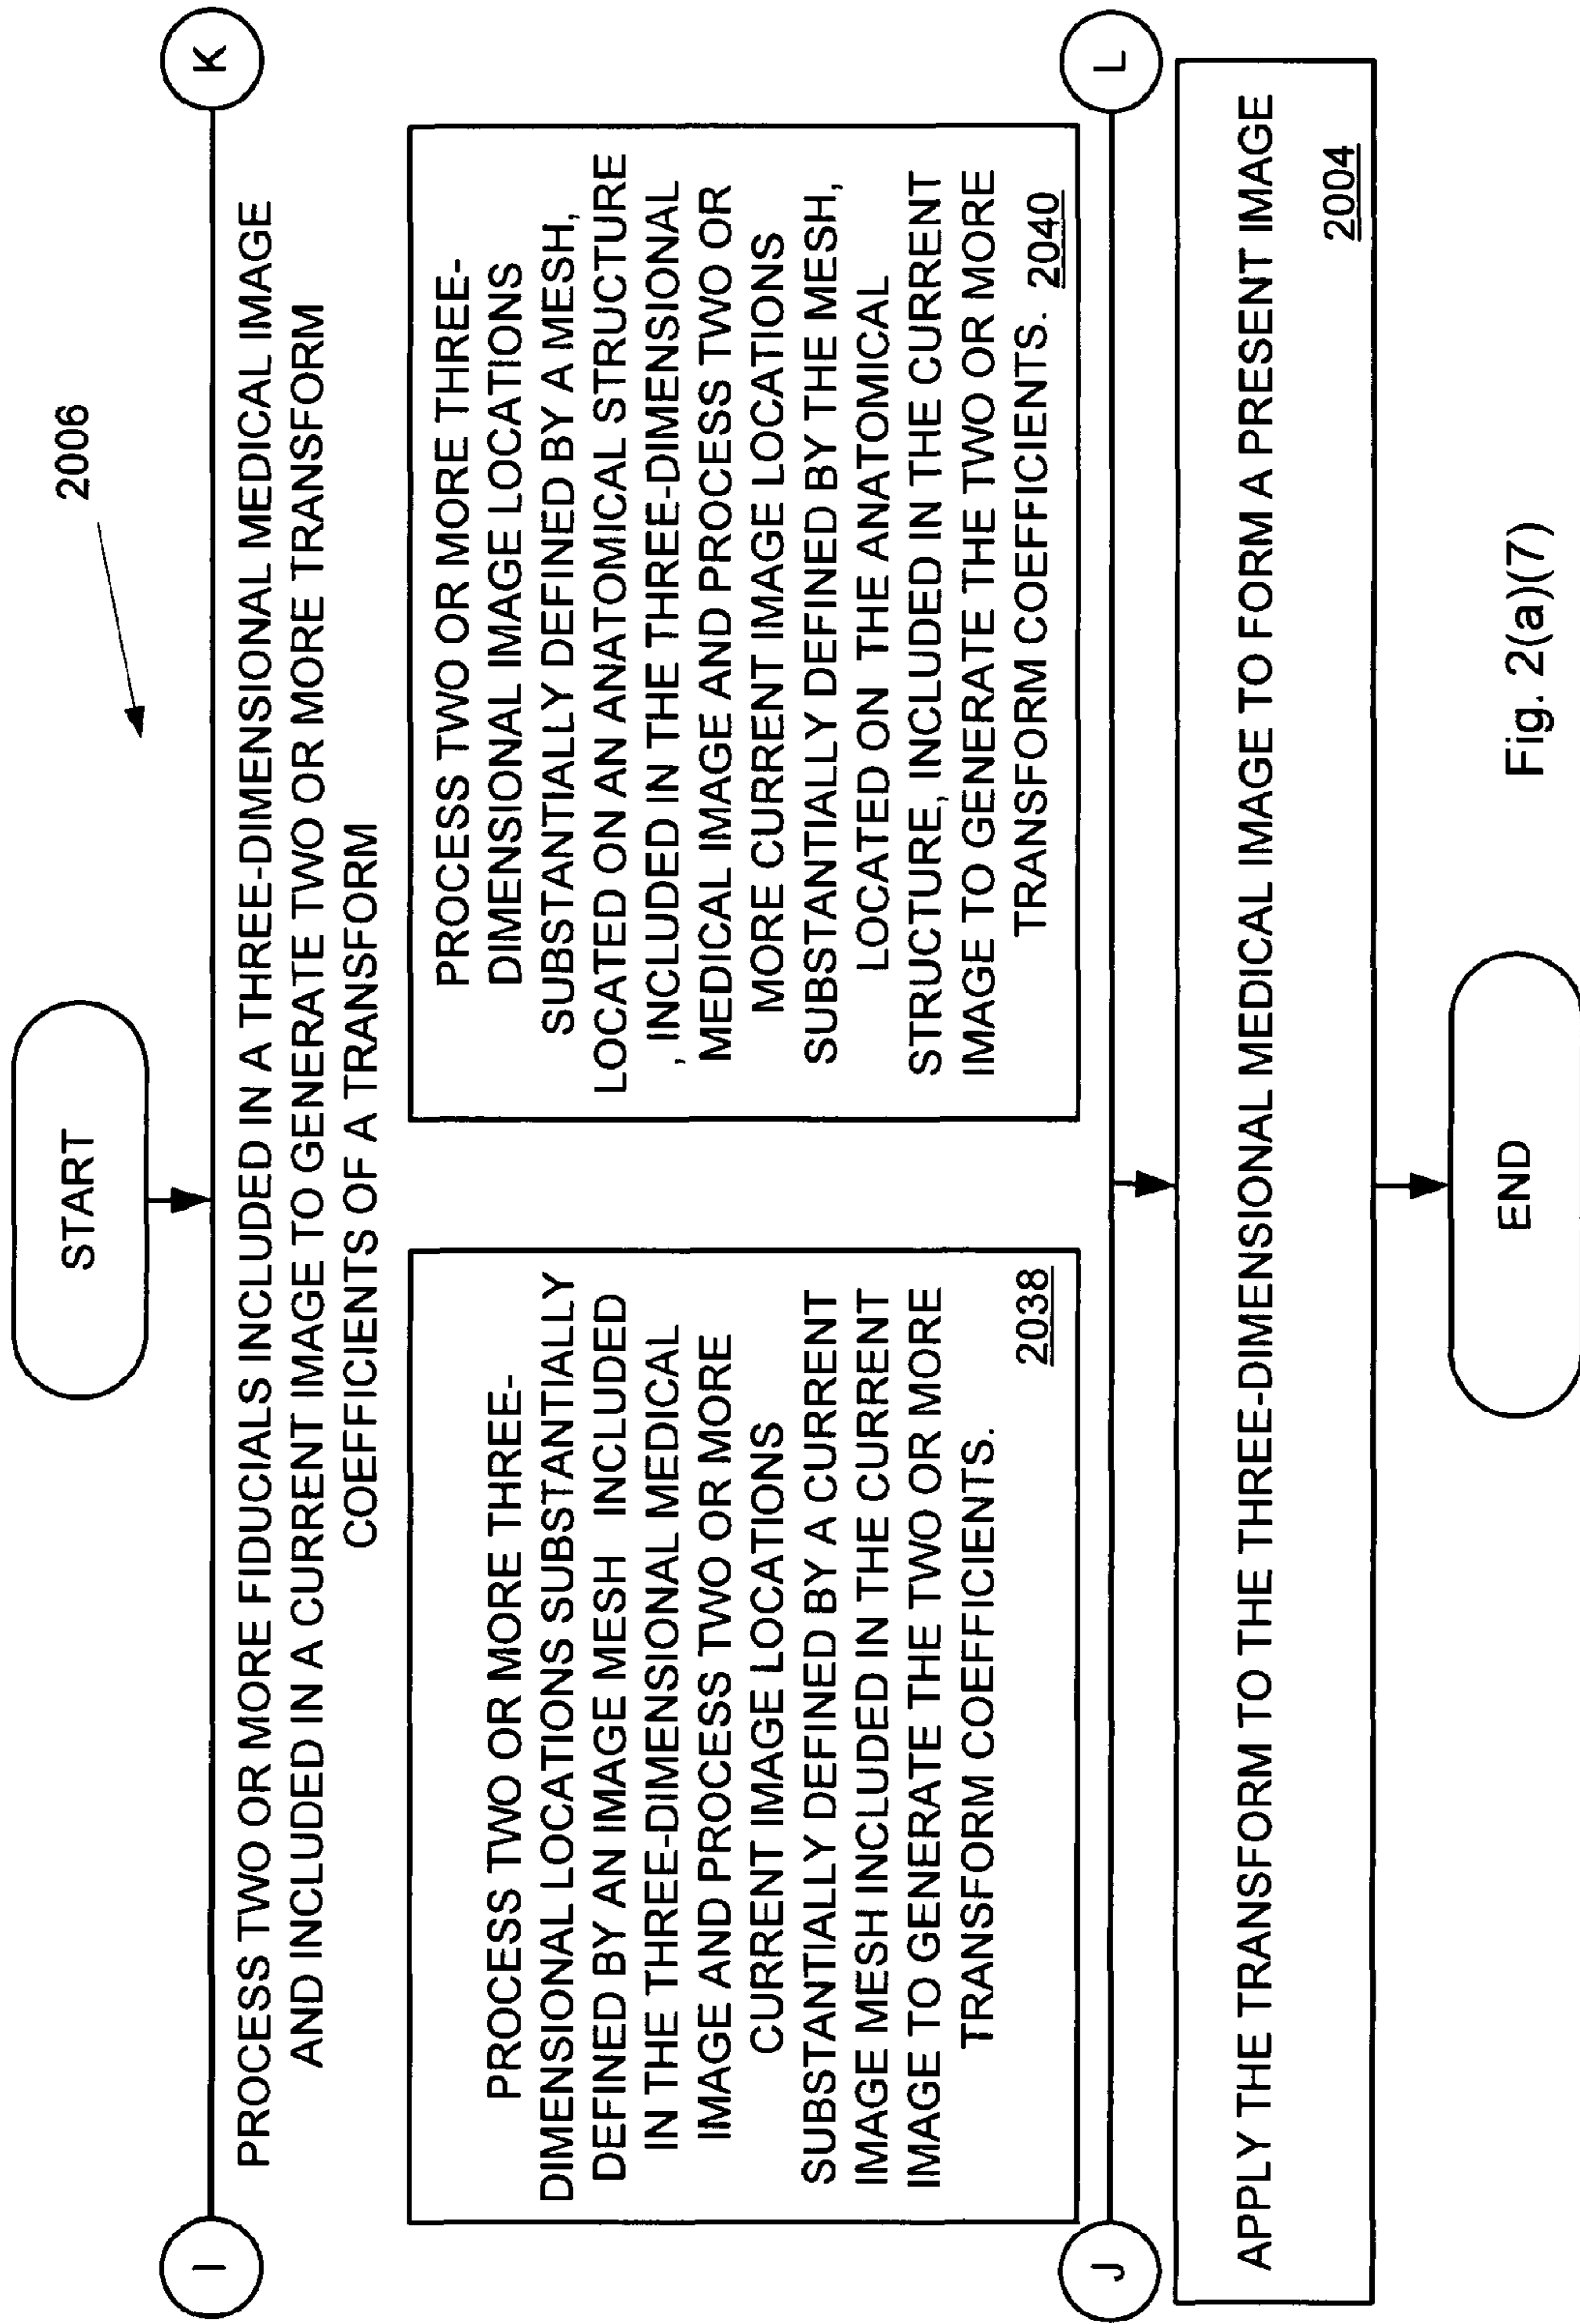 2006
START
I
K
PROCESS TWO OR MORE FIDUCIALS INCLUDED IN A THREE-DIMENSIONAL MEDICAL IMAGE
AND INCLUDED IN A CURRENT IMAGE TO GENERATE TWO OR MORE TRANSFORM
COEFFICIENTS OF A TRANSFORM
PROCESS TWO OR MORE THREE-
DIMENSIONAL LOCATIONS SUBSTANTIALLY
DEFINED BY AN IMAGE MESH INCLUDED
IN THE THREE-DIMENSIONAL MEDICAL
IMAGE AND PROCESS TWO OR MORE
CURRENT IMAGE LOCATIONS
SUBSTANTIALLY DEFINED BY A CURRENT
IMAGE MESH INCLUDED IN THE CURRENT
IMAGE TO GENERATE THE TWO OR MORE
TRANSFORM COEFFICIENTS.
2038
PROCESS TWO OR MORE THREE-
DIMENSIONAL IMAGE LOCATIONS
SUBSTANTIALLY DEFINED BY A MESH,
LOCATED ON AN ANATOMICAL STRUCTURE
, INCLUDED IN THE THREE-DIMENSIONAL
MEDICAL IMAGE AND PROCESS TWO OR
MORE CURRENT IMAGE LOCATIONS
SUBSTANTIALLY DEFINED BY THE MESH,
LOCATED ON THE ANATOMICAL
STRUCTURE, INCLUDED IN THE CURRENT
IMAGE TO GENERATE THE TWO OR MORE
TRANSFORM COEFFICIENTS. 2040
J
L
APPLY THE TRANSFORM TO THE THREE-DIMENSIONAL MEDICAL IMAGE TO FORM A PRESENT IMAGE
2004
END
Fig. 2(a)(7)